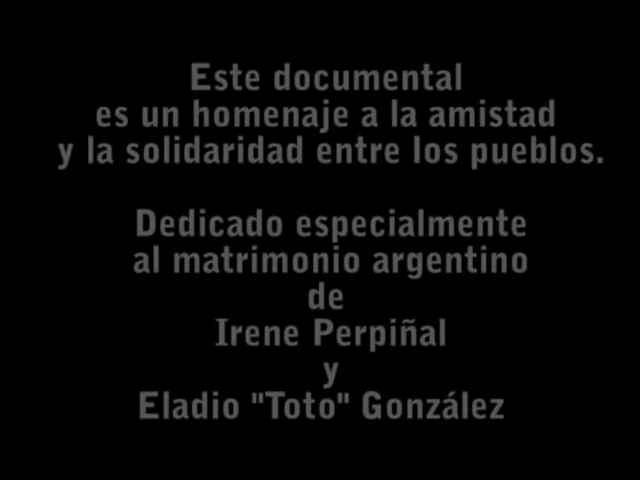 Este documental
es un homenaje a la amistad
y la solidaridad entre los pueblos.
Dedicado especialmente
al matrimonio argentino
de
Irene Perpiñal
y
Eladio "Toto" González